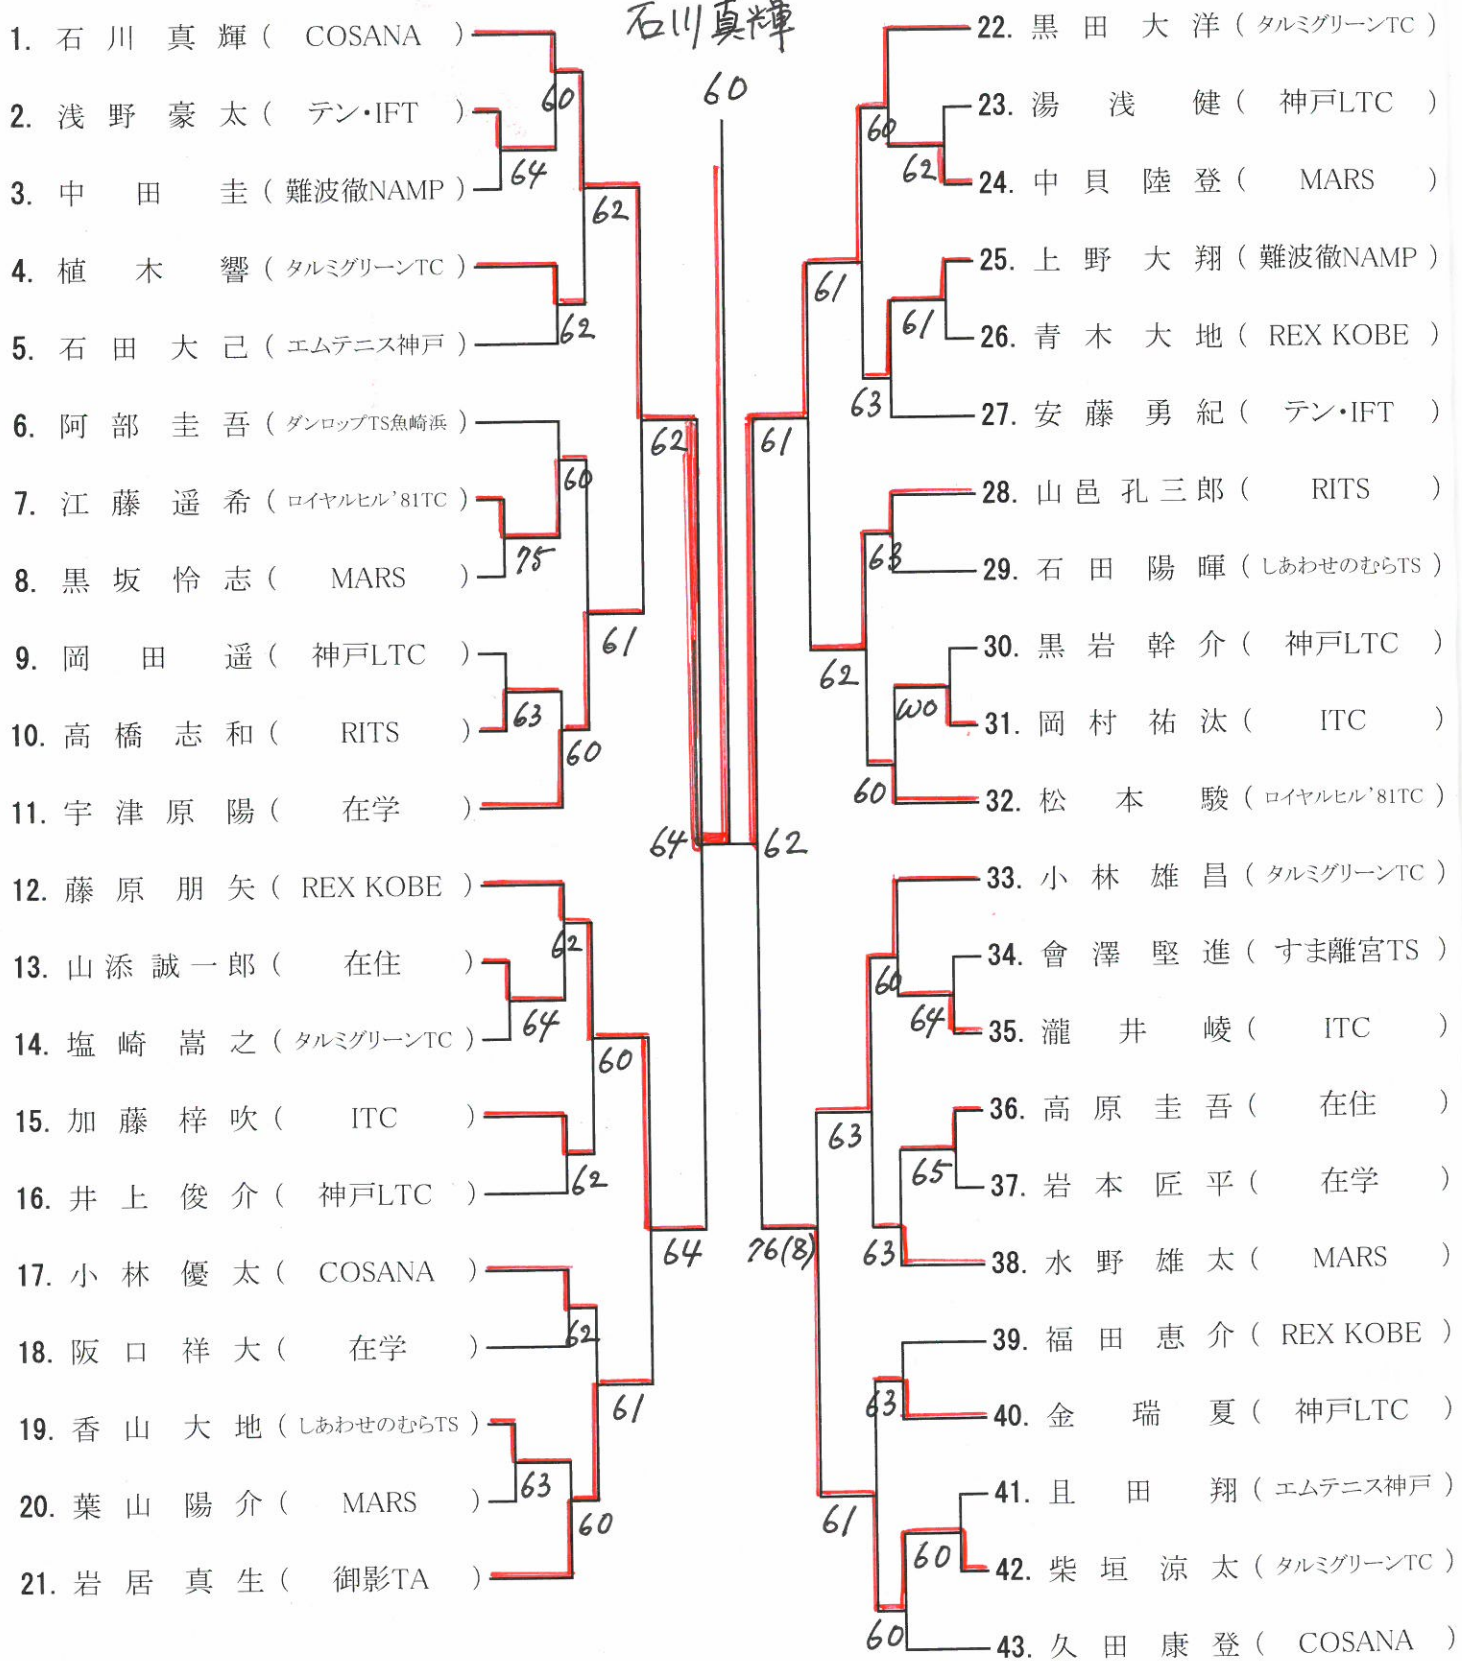 石川真輝
60
1. 石川真輝 ( COSANA )
60
2. 浅野豪太 ( テン・IFT )
64
3. 中田圭 ( 難波徹NAMP )
62
4. 植木響 ( タルミグリーンTC )
62
5. 石田大己 ( エムテニス神戸 )
6. 阿部圭吾 ( ダンロップTS魚崎浜 )
62
60
7. 江藤遥希 ( ロイヤルヒル'81TC )
75
8. 黒坂怜志 ( MARS )
61
9. 岡田遥 ( 神戸LTC )
63
10. 高橋志和 ( RITS )
60
11. 宇津原陽 ( 在学 )
64
12. 藤原朋矢 ( REX KOBE )
62
13. 山添誠一郎 ( 在住 )
64
14. 塩崎嵩之 ( タルミグリーンTC )
60
15. 加藤梓吹 ( ITC )
62
16. 井上俊介 ( 神戸LTC )
64
17. 小林優太 ( COSANA )
62
18. 阪口祥大 ( 在学 )
61
19. 香山大地 ( しあわせのむらTS )
63
20. 葉山陽介 ( MARS )
60
21. 岩居真生 ( 御影TA )
22. 黒田大洋 ( タルミグリーンTC )
60
23. 湯浅健 ( 神戸LTC )
62
24. 中貝陸登 ( MARS )
61
25. 上野大翔 ( 難波徹NAMP )
61
26. 青木大地 ( REX KOBE )
63
27. 安藤勇紀 ( テン・IFT )
61
28. 山邑孔三郎 ( RITS )
63
29. 石田陽暉 ( しあわせのむらTS )
62
30. 黒岩幹介 ( 神戸LTC )
WO
31. 岡村祐汰 ( ITC )
60
32. 松本駿 ( ロイヤルヒル'81TC )
62
33. 小林雄昌 ( タルミグリーンTC )
60
34. 會澤堅進 ( すま離宮TS )
64
35. 瀧井崚 ( ITC )
63
36. 高原圭吾 ( 在住 )
65
37. 岩本匠平 ( 在学 )
76(8)
63
38. 水野雄太 ( MARS )
39. 福田恵介 ( REX KOBE )
63
40. 金瑞夏 ( 神戸LTC )
61
41. 且田翔 ( エムテニス神戸 )
60
42. 柴垣涼太 ( タルミグリーンTC )
60
43. 久田康登 ( COSANA )